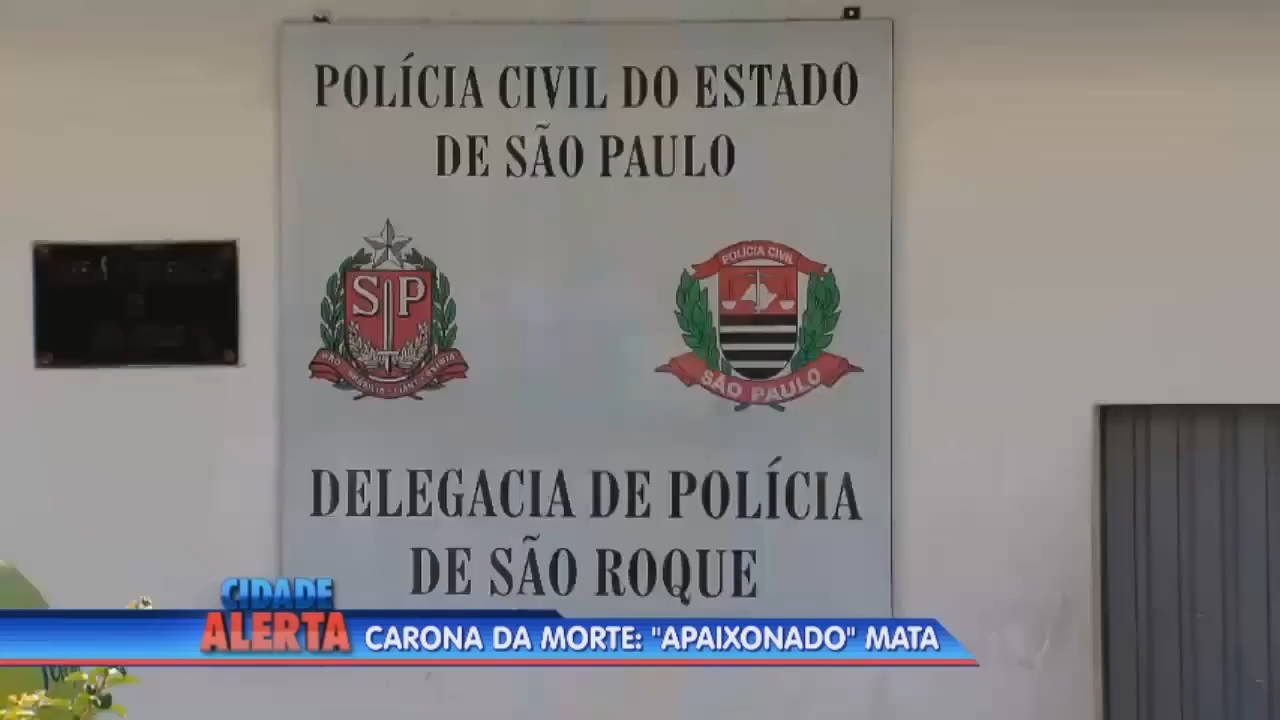 POLÍCIA CIVIL DO ESTADO
DE SÃO PAULO
SP
POLÍCIA CIVIL
SÃO PAULO
DELEGACIA DE POLÍCIA
DE SÃO ROQUE
CIDADE
ALERTA
CARONA DA MORTE: "APAIXONADO" MATA